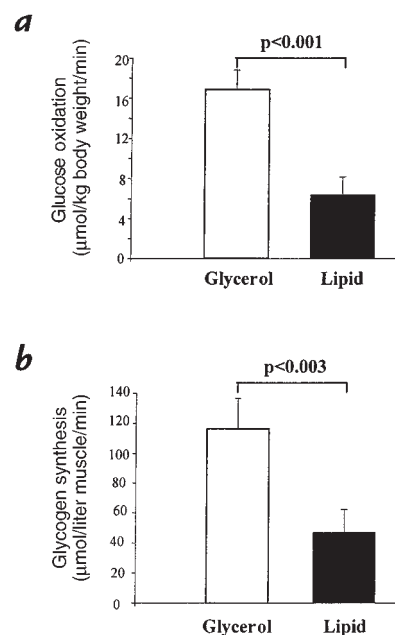 a
p<0.001
Glucose oxidation
(µmol/kg body weight/min)
20
16
12
8
4
0
Glycerol Lipid
b
p<0.003
Glycogen synthesis
(µmol/liter muscle/min)
140
120
100
80
60
40
20
0
Glycerol Lipid